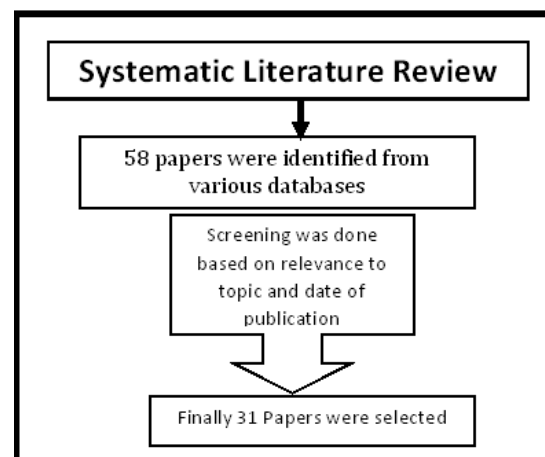 Systematic Literature Review
58 papers were identified from
various databases
Screening was done
based on relevance to
topic and date of
publication
Finally 31 Papers were selected